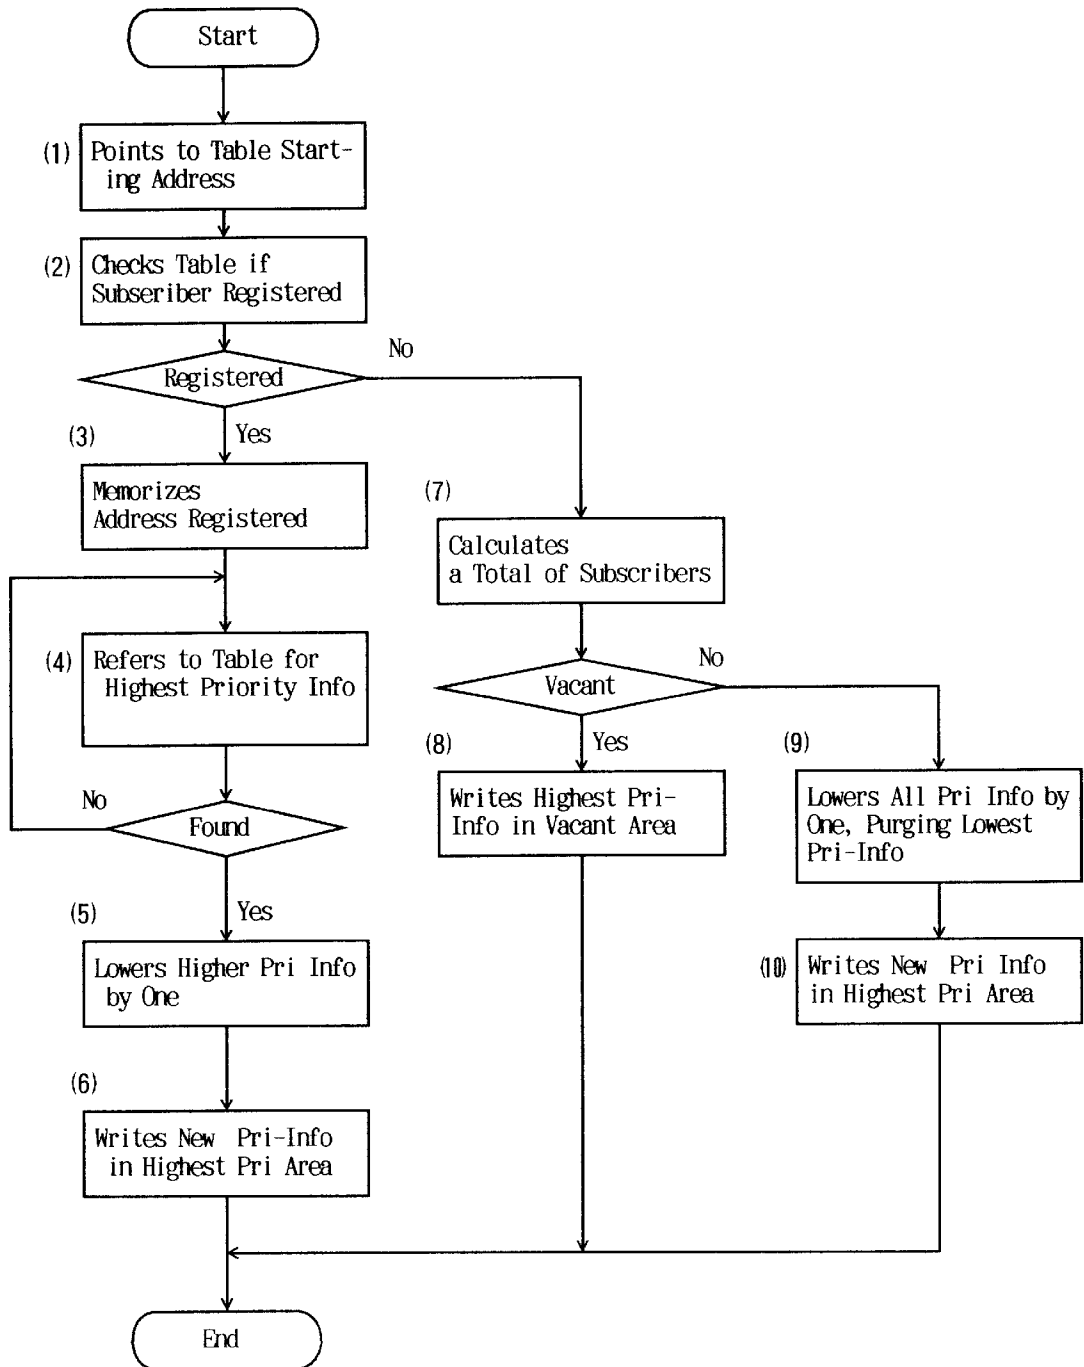 Start
(1)
Points to Table Start-
ing Address
(2)
Checks Table if
Subseriber Registered
Registered
No
Yes
(3)
Memorizes
Address Registered
(4)
Refers to Table for
Highest Priority Info
Found
No
Yes
(5)
Lowers Higher Pri Info
by One
(6)
Writes New Pri-Info
in Highest Pri Area
(7)
Calculates
a Total of Subscribers
Vacant
No
Yes
(8)
Writes Highest Pri-
Info in Vacant Area
(9)
Lowers All Pri Info by
One, Purging Lowest
Pri-Info
(10)
Writes New Pri Info
in Highest Pri Area
End